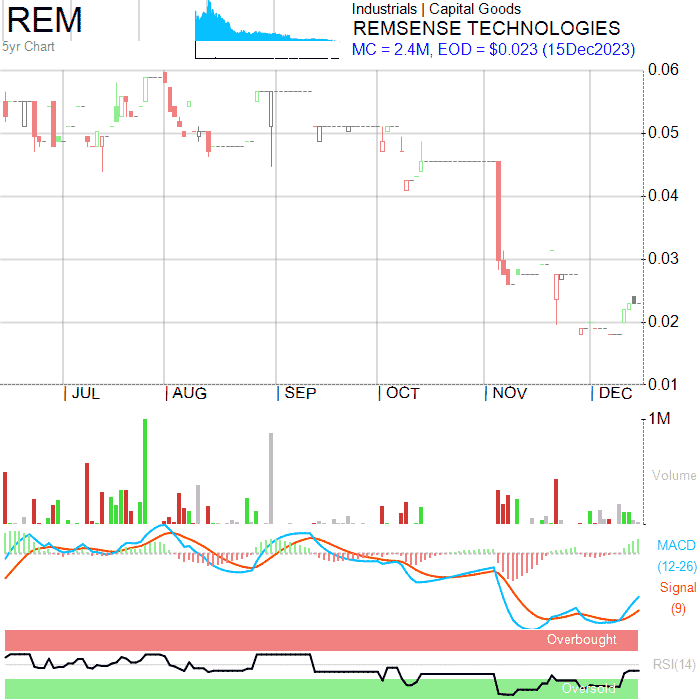 REM
5yr Chart
Industrials | Capital Goods
REMSENSE TECHNOLOGIES
MC = 2.4M, EOD = $0.023 (15Dec2023)
0.06
0.05
0.04
0.03
0.02
0.01
| JUL | AUG | SEP | OCT | NOV | DEC
1M
Volume
MACD
(12-26)
Signal
(9)
Overbought
RSI(14)
Oversold